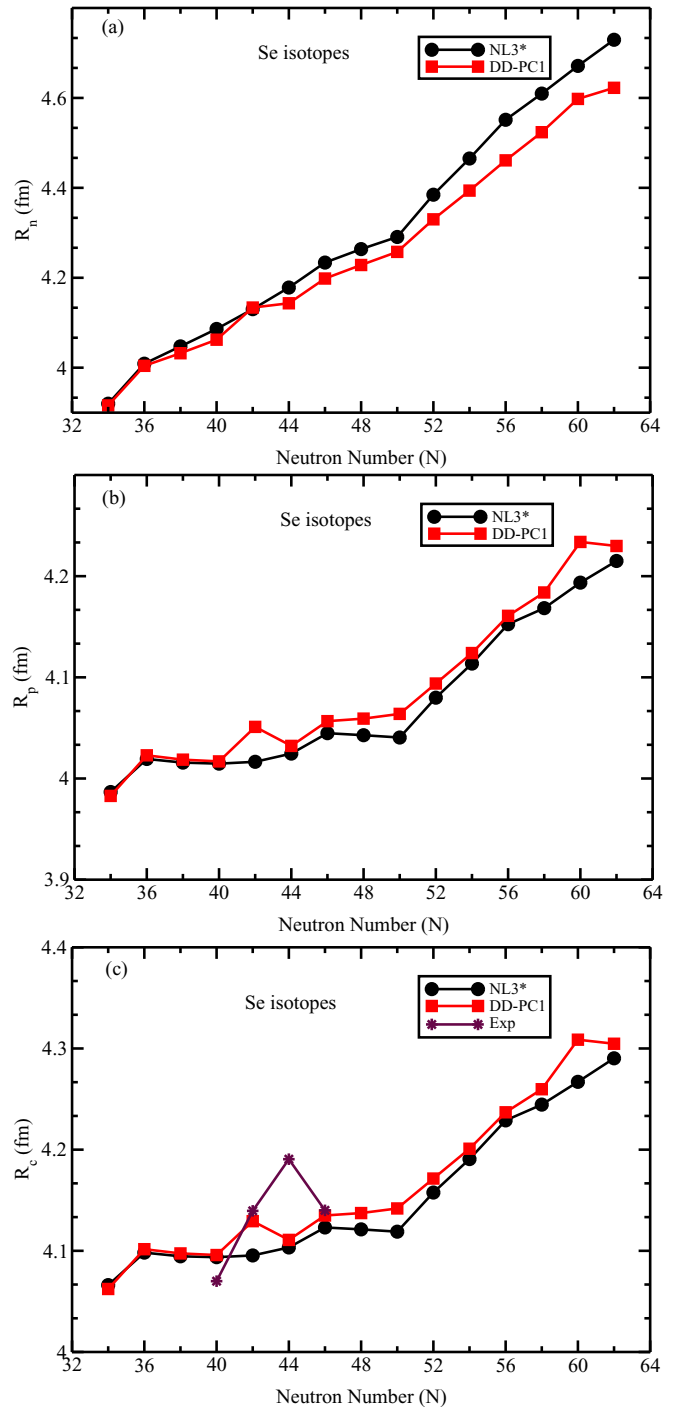 (a)
Se isotopes
NL3*
DD-PC1
4.6
4.4
4.2
4
R_n (fm)
32 36 40 44 48 52 56 60 64
Neutron Number (N)
(b)
Se isotopes
NL3*
DD-PC1
4.2
4.1
4
3.9
R_p (fm)
32 36 40 44 48 52 56 60 64
Neutron Number (N)
(c)
Se isotopes
NL3*
DD-PC1
Exp
4.4
4.3
4.2
4.1
4
R_c (fm)
32 36 40 44 48 52 56 60 64
Neutron Number (N)